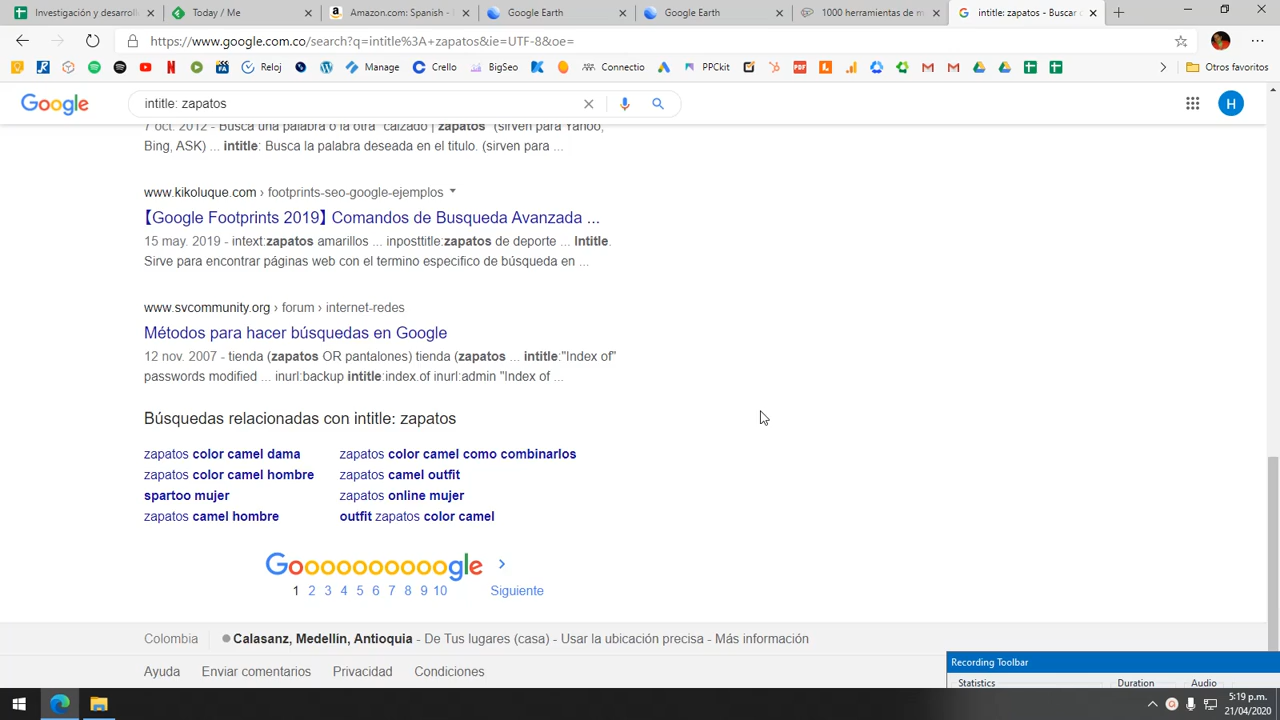 Investigación y desarroll
Today / Me
Amazon.com: Spanish -
Google Earth
Google Earth
1000 herramientas de m
intitle: zapatos - Buscar c
https://www.google.com.co/search?q=intitle%3A+zapatos&ie=UTF-8&oe=
Reloj
Manage
Crello
BigSeo
Connectio
PPCkit
Otros favoritos
Google
intitle: zapatos
H
7 oct. 2012 - Busca una palabra o la otra "calzado | zapatos" (sirven para Yahoo,
Bing, ASK) ... intitle: Busca la palabra deseada en el titulo. (sirven para ...
www.kikoluque.com › footprints-seo-google-ejemplos
【Google Footprints 2019】 Comandos de Busqueda Avanzada ...
15 may. 2019 - intext:zapatos amarillos ... inposttitle:zapatos de deporte ... Intitle.
Sirve para encontrar páginas web con el termino especifico de búsqueda en ...
www.svcommunity.org › forum › internet-redes
Métodos para hacer búsquedas en Google
12 nov. 2007 - tienda (zapatos OR pantalones) tienda (zapatos ... intitle:"Index of"
passwords modified ... inurl:backup intitle:index.of inurl:admin "Index of ...
Búsquedas relacionadas con intitle: zapatos
zapatos color camel dama
zapatos color camel como combinarlos
zapatos color camel hombre
zapatos camel outfit
spartoo mujer
zapatos online mujer
zapatos camel hombre
outfit zapatos color camel
Goooooooooogle
1 2 3 4 5 6 7 8 9 10 Siguiente
Colombia
Calasanz, Medellín, Antioquia - De Tus lugares (casa) - Usar la ubicación precisa - Más información
Ayuda Enviar comentarios Privacidad Condiciones
Recording Toolbar
Statistics Duration Audio
5:19 p.m.
21/04/2020